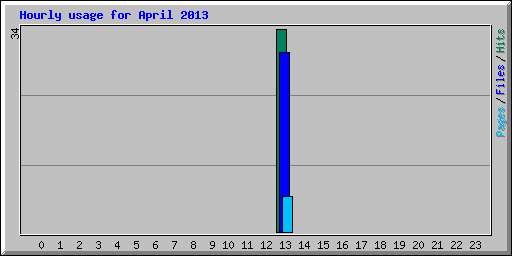 Hourly usage for April 2013
34
Pages/Files/Hits
0 1 2 3 4 5 6 7 8 9 10 11 12 13 14 15 16 17 18 19 20 21 22 23